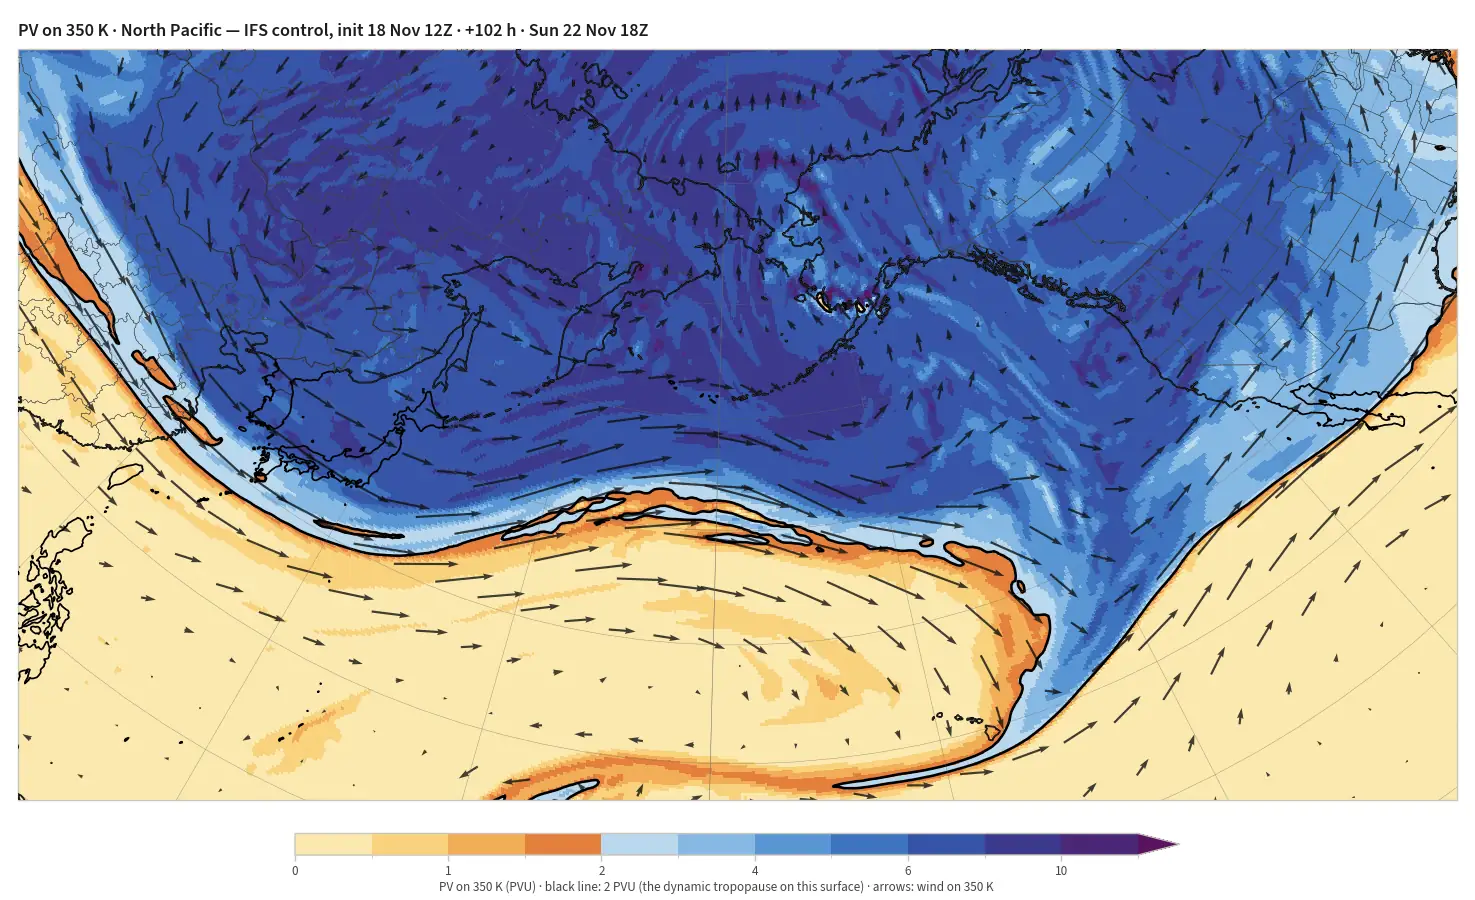 PV on 350 K · North Pacific — IFS control, init 18 Nov 12Z · +102 h · Sun 22 Nov 18Z
0 1 2 4 6 10
PV on 350 K (PVU) · black line: 2 PVU (the dynamic tropopause on this surface) · arrows: wind on 350 K